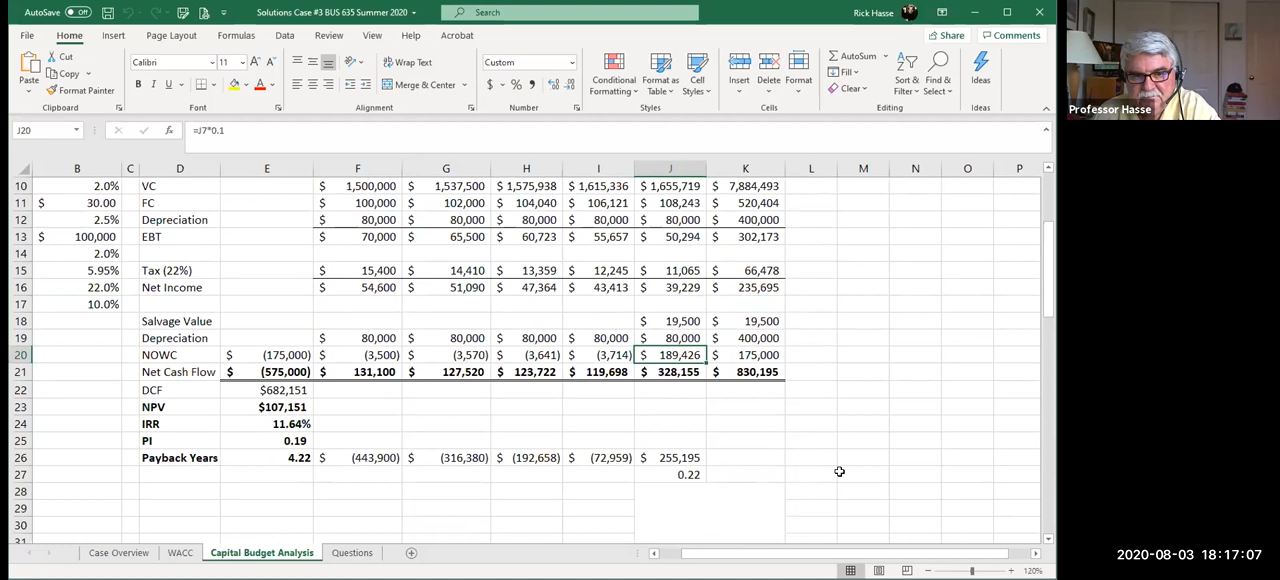 AutoSave Off Solutions Case #3 BUS 635 Summer 2020 Search Rick Hasse
File Home Insert Page Layout Formulas Data Review View Help Acrobat Share Comments
Paste Cut Copy Format Painter Calibri 11 B I U Wrap Text Merge & Center Custom $ % Conditional Formatting Format as Table Cell Styles Insert Delete Format AutoSum Fill Clear Sort & Filter Find & Select Ideas
Clipboard Font Alignment Number Styles Cells Editing Ideas
Professor Hasse
J20 fx =J7*0.1
B C D E F G H I J K L M N O P
10 2.0% VC $ 1,500,000 $ 1,537,500 $ 1,575,938 $ 1,615,336 $ 1,655,719 $ 7,884,493
11 $ 30.00 FC $ 100,000 $ 102,000 $ 104,040 $ 106,121 $ 108,243 $ 520,404
12 2.5% Depreciation $ 80,000 $ 80,000 $ 80,000 $ 80,000 $ 80,000 $ 400,000
13 $ 100,000 EBT $ 70,000 $ 65,500 $ 60,723 $ 55,657 $ 50,294 $ 302,173
14 2.0%
15 5.95% Tax (22%) $ 15,400 $ 14,410 $ 13,359 $ 12,245 $ 11,065 $ 66,478
16 22.0% Net Income $ 54,600 $ 51,090 $ 47,364 $ 43,413 $ 39,229 $ 235,695
17 10.0%
18 Salvage Value $ 19,500 $ 19,500
19 Depreciation $ 80,000 $ 80,000 $ 80,000 $ 80,000 $ 80,000 $ 400,000
20 NOWC $ (175,000) $ (3,500) $ (3,570) $ (3,641) $ (3,714) $ 189,426 $ 175,000
21 Net Cash Flow $ (575,000) $ 131,100 $ 127,520 $ 123,722 $ 119,698 $ 328,155 $ 830,195
22 DCF $682,151
23 NPV $107,151
24 IRR 11.64%
25 PI 0.19
26 Payback Years 4.22 $ (443,900) $ (316,380) $ (192,658) $ (72,959) $ 255,195
27 0.22
28
29
30
31
Case Overview WACC Capital Budget Analysis Questions
2020-08-03 18:17:07
120%